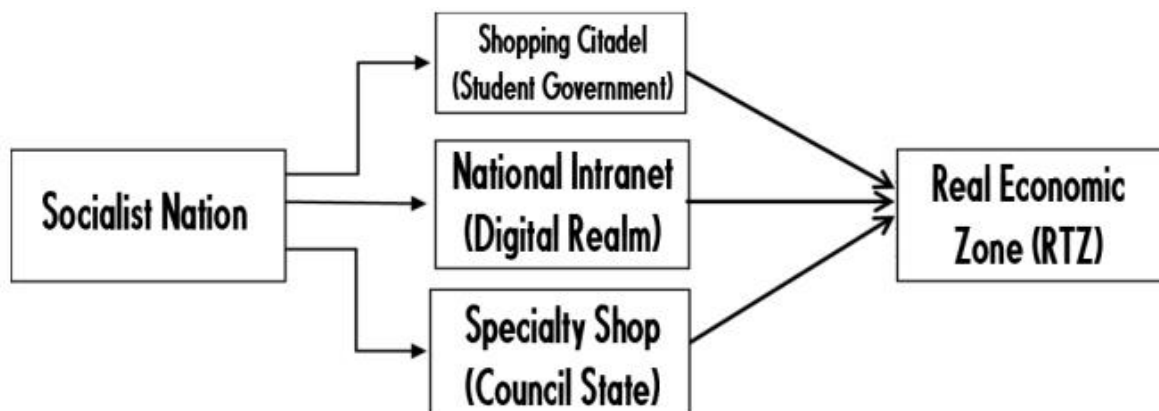 Socialist Nation
Shopping Citadel
(Student Government)
National Intranet
(Digital Realm)
Specialty Shop
(Council State)
Real Economic
Zone (RTZ)